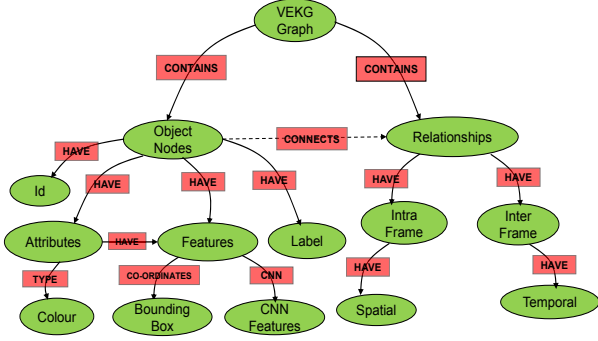 VEKG
Graph
CONTAINS
CONTAINS
Object
Nodes
CONNECTS
Relationships
HAVE
HAVE
HAVE
HAVE
HAVE
HAVE
Id
Attributes
HAVE
Features
Label
Intra
Frame
Inter
Frame
TYPE
CO-ORDINATES
CNN
HAVE
HAVE
Colour
Bounding
Box
CNN
Features
Spatial
Temporal